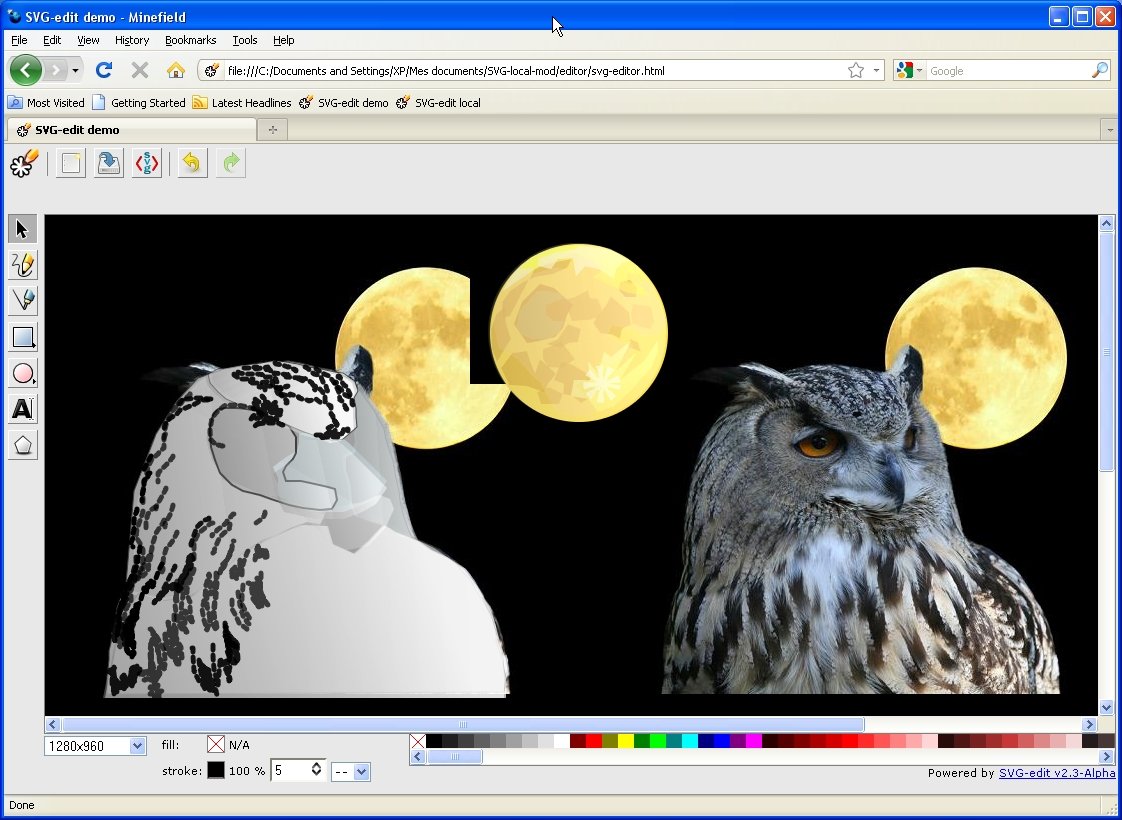 SVG-edit demo - Minefield
File Edit View History Bookmarks Tools Help
file:///C:/Documents and Settings/XP/Mes documents/SVG-local-mod/editor/svg-editor.html
Google
Most Visited Getting Started Latest Headlines SVG-edit demo SVG-edit local
SVG-edit demo
svg
A
1280x960
fill: N/A
stroke: 100 % 5 --
Powered by SVG-edit v2.3-Alpha
Done